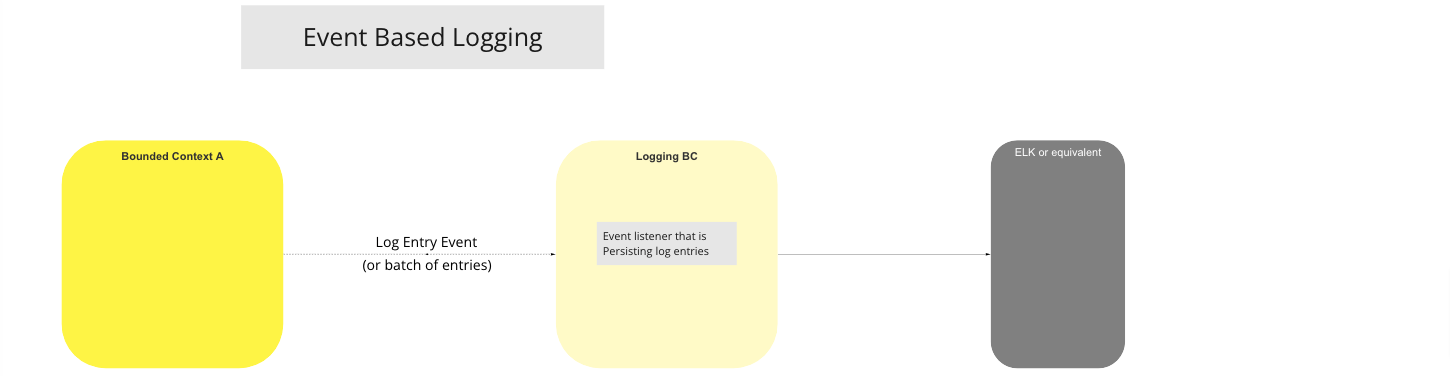 Event Based Logging
Bounded Context A
Logging BC
ELK or equivalent
Event listener that is
Persisting log entries
Log Entry Event
(or batch of entries)